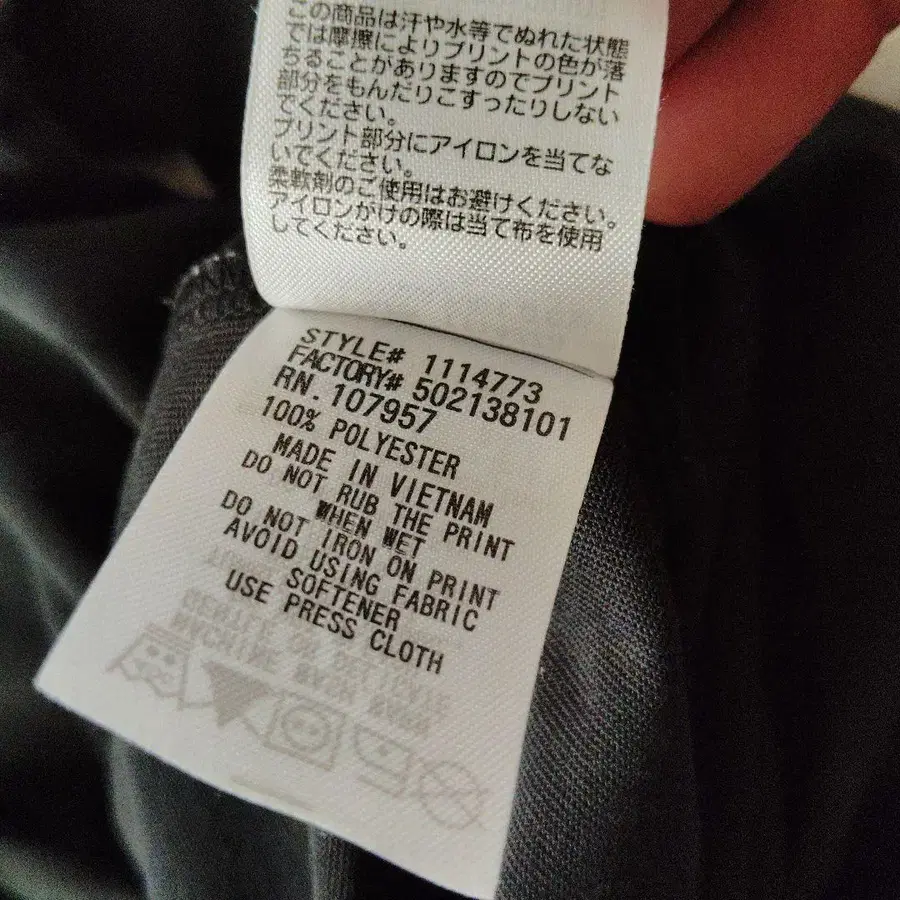 この商品は汗や水等でぬれた状態
では摩擦によりプリントの色が落
ちることがありますのでプリント
部分をもんだりこすったりしない
でください。
プリント部分にアイロンを当てな
いでください。
柔軟剤のご使用はお避けください。
アイロンがけの際は当て布を使用
してください。
STYLE# 1114773
FACTORY# 502138101
RN. 107957
100% POLYESTER
MADE IN VIETNAM
DO NOT RUB THE PRINT
WHEN WET
DO NOT IRON ON PRINT
AVOID USING FABRIC
SOFTENER
USE PRESS CLOTH